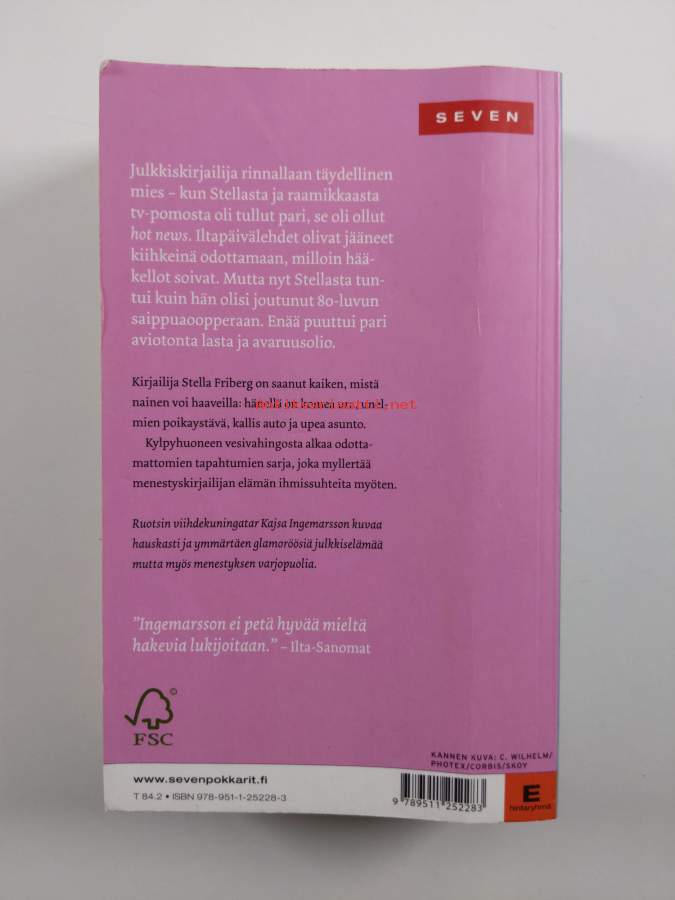 SEVEN
Julkkiskirjailija rinnallaan täydellinen
mies – kun Stellasta ja raamikkaasta
tv-pomosta oli tullut pari, se oli ollut
hot news. Iltapäivälehdet olivat jääneet
kiihkeinä odottamaan, milloin hää-
kellot soivat. Mutta nyt Stellasta tun-
tui kuin hän olisi joutunut 80-luvun
saippuaoopperaan. Enää puuttui pari
aviotonta lasta ja avaruusolio.
Kirjailija Stella Friberg on saanut kaiken, mistä
nainen voi haaveilla: hänellä on komea
mien poikaystävä, kallis auto ja upea asunto.
Kylpyhuoneen vesivahingosta alkaa odotta-
mattomien tapahtumien sarja, joka myllertää
menestyskirjailijan elämän ihmissuhteita myöten.
Ruotsin viihdekuningatar Kajsa Ingemarsson kuvaa
hauskasti ja ymmärtäen glamoröösiä julkkiselämää
mutta myös menestyksen varjopuolia.
"Ingemarsson ei petä hyvää mieltä
hakevia lukijoitaan." – Ilta-Sanomat
©
FSC
KANNEN KUVA: C. WILHELM/
PHOTEX/CORBIS/SKOY
www.sevenpokkarit.fi
T 84.2 • ISBN 978-951-1-25228-3
9 789511 252283
E
hintaryhmä